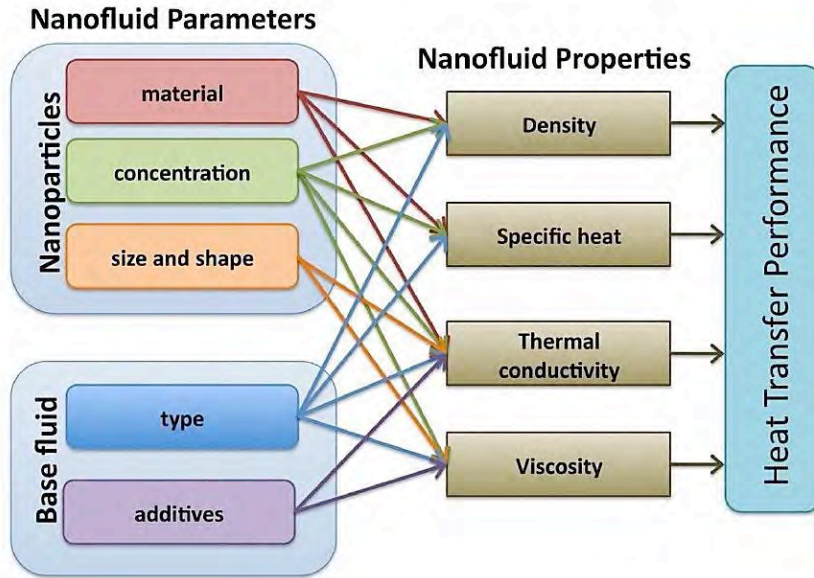 Nanofluid Parameters
Nanoparticles
material
concentration
size and shape
Base fluid
type
additives
Nanofluid Properties
Density
Specific heat
Thermal
conductivity
Viscosity
Heat Transfer Performance